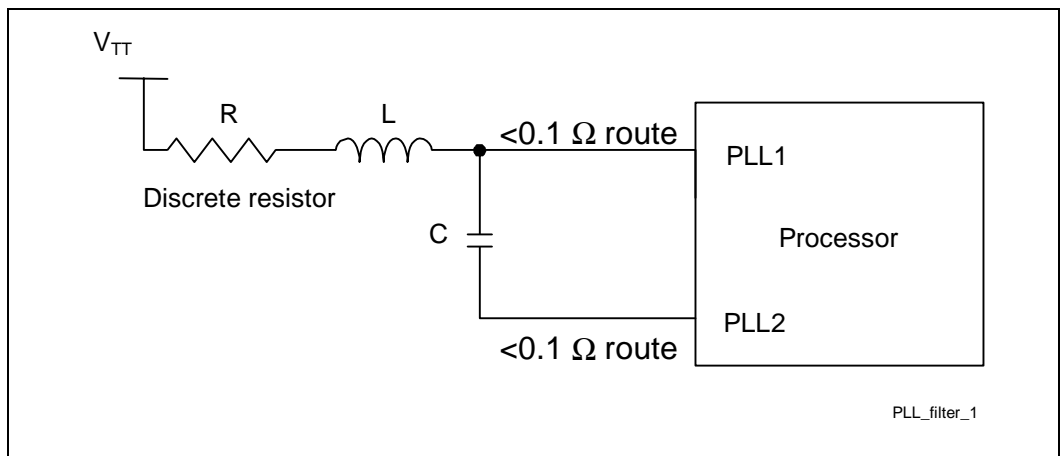 V_TT
R
L
<0.1 Ω route
PLL1
Discrete resistor
C
Processor
PLL2
<0.1 Ω route
PLL_filter_1